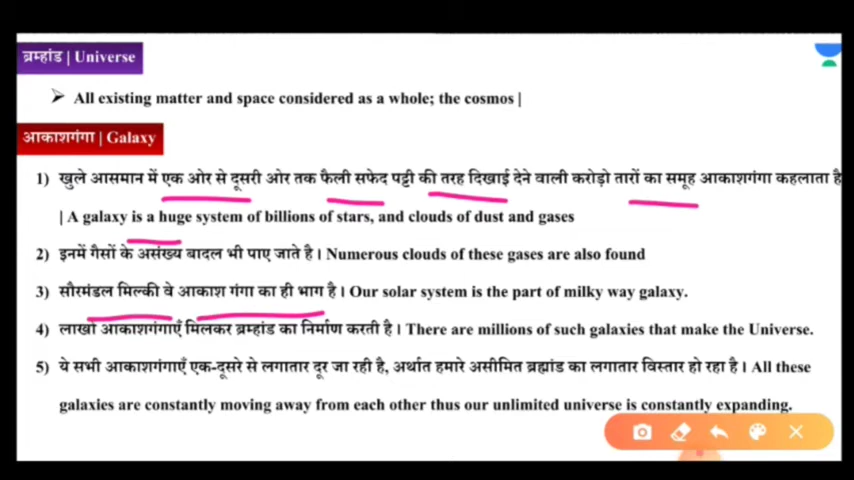 ब्रम्हांड | Universe
➢ All existing matter and space considered as a whole; the cosmos |
आकाशगंगा | Galaxy
1) खुले आसमान में एक ओर से दूसरी ओर तक फैली सफेद पट्टी की तरह दिखाई देने वाली करोड़ो तारों का समूह आकाशगंगा कहलाता है
| A galaxy is a huge system of billions of stars, and clouds of dust and gases
2) इनमें गैसों के असंख्य बादल भी पाए जाते है। Numerous clouds of these gases are also found
3) सौरमंडल मिल्की वे आकाश गंगा का ही भाग है। Our solar system is the part of milky way galaxy.
4) लाखों आकाशगंगाएँ मिलकर ब्रम्हांड का निर्माण करती है। There are millions of such galaxies that make the Universe.
5) ये सभी आकाशगंगाएँ एक-दूसरे से लगातार दूर जा रही है, अर्थात हमारे असीमित ब्रह्मांड का लगातार विस्तार हो रहा है। All these
galaxies are constantly moving away from each other thus our unlimited universe is constantly expanding.